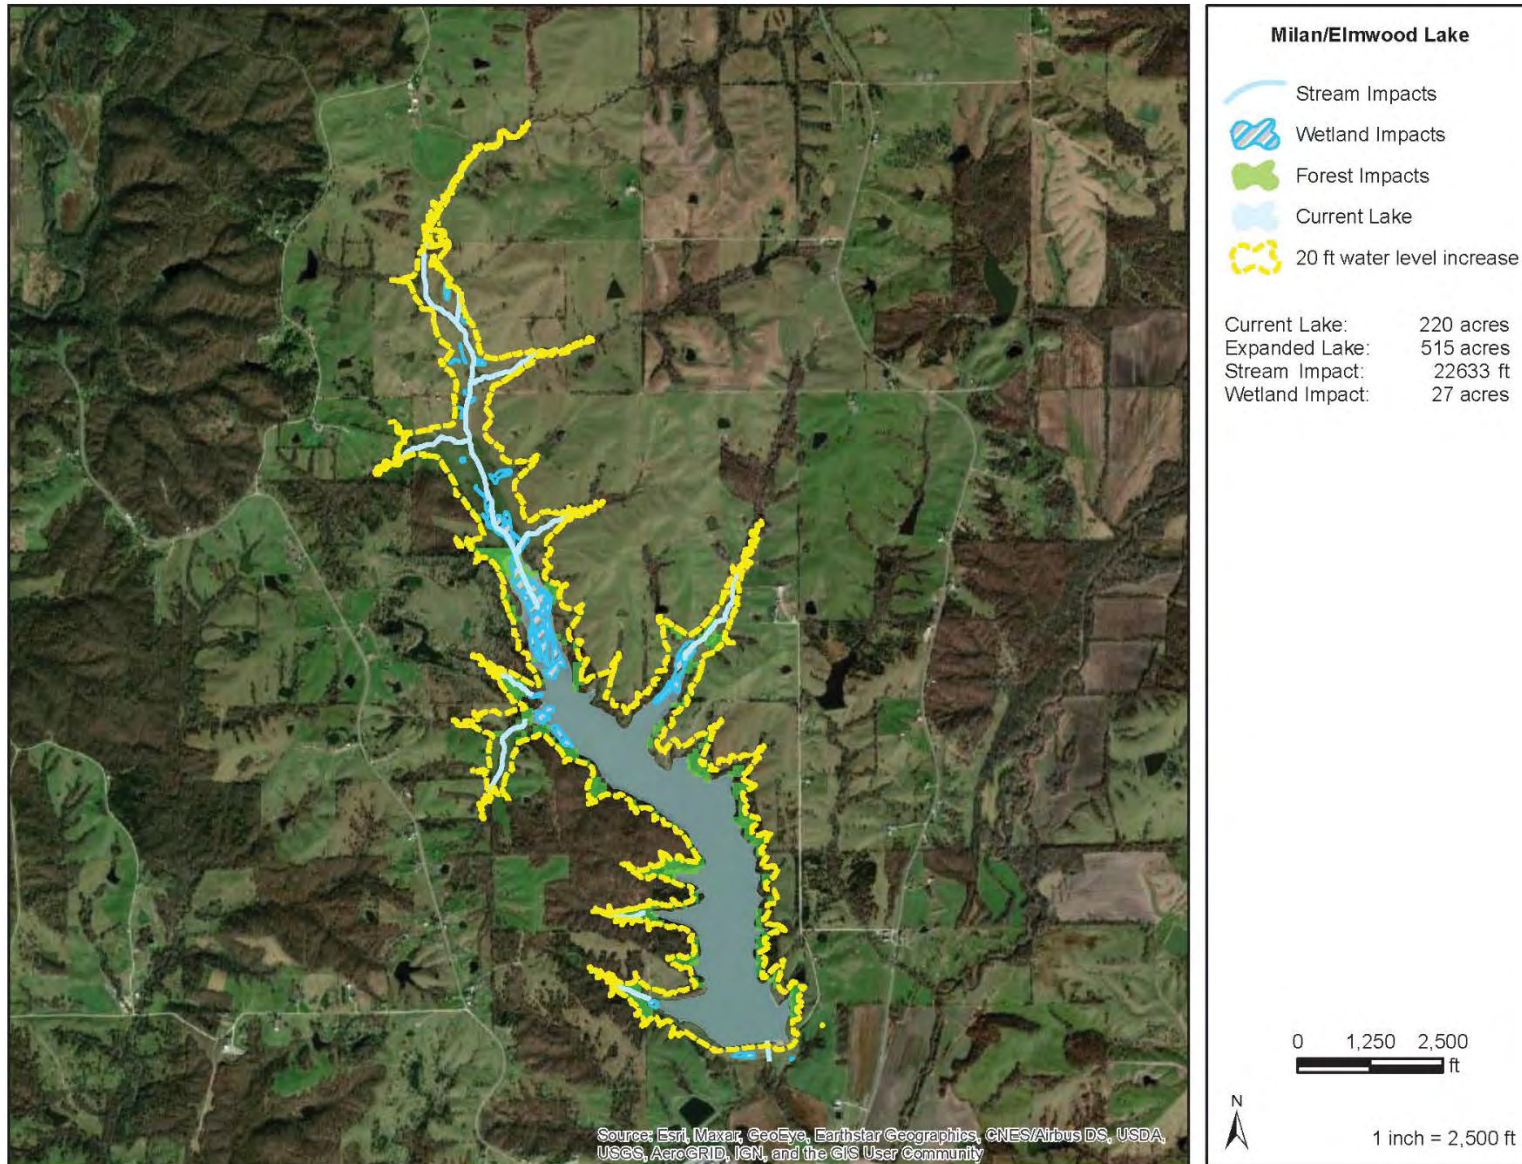 Milan/Elmwood Lake
Stream Impacts
Wetland Impacts
Forest Impacts
Current Lake
20 ft water level increase
Current Lake: 220 acres
Expanded Lake: 515 acres
Stream Impact: 22633 ft
Wetland Impact: 27 acres
0 1,250 2,500
ft
N
1 inch = 2,500 ft
Source: Esri, Maxar, GeoEye, Earthstar Geographics, CNES/Airbus DS, USDA,
USGS, AeroGRID, IGN, and the GIS User Community